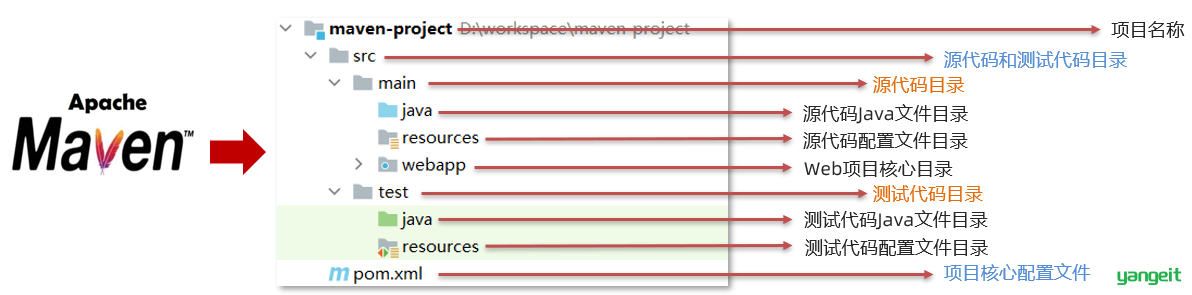 Apache
Maven™
maven-project D:\workspace\maven-project 项目名称
src 源代码和测试代码目录
main 源代码目录
java 源代码Java文件目录
resources 源代码配置文件目录
webapp Web项目核心目录
test 测试代码目录
java 测试代码Java文件目录
resources 测试代码配置文件目录
pom.xml 项目核心配置文件
yangeit